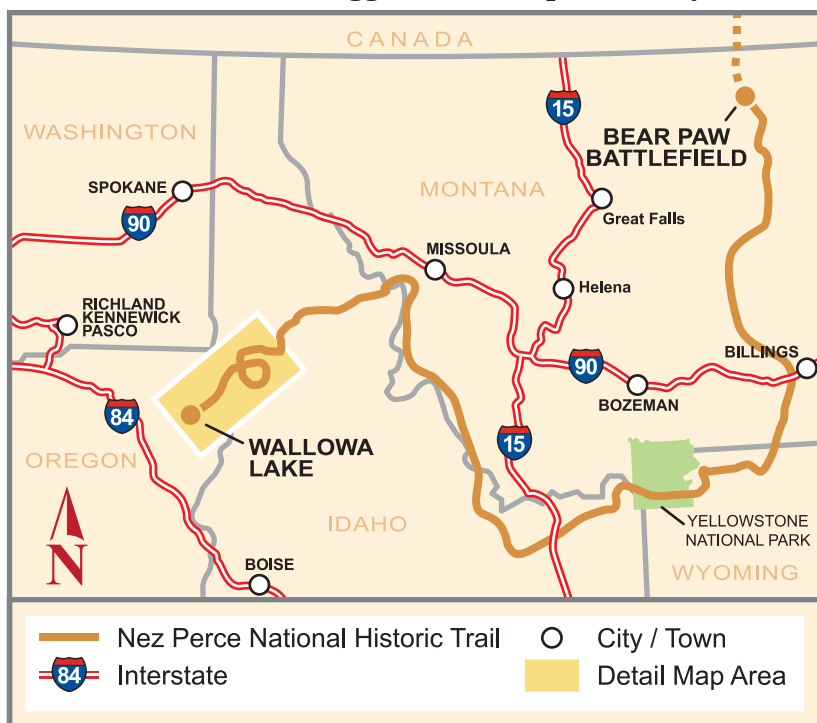 CANADA
WASHINGTON
15
BEAR PAW
BATTLEFIELD
SPOKANE
MONTANA
90
Great Falls
MISSOULA
RICHLAND
KENNEWICK
PASCO
Helena
BILLINGS
90
BOZEMAN
84
WALLOWA
LAKE
15
OREGON
IDAHO
YELLOWSTONE
NATIONAL PARK
N
BOISE
WYOMING
Nez Perce National Historic Trail
City / Town
84
Interstate
Detail Map Area